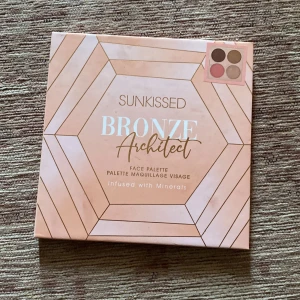 SUNKISSED
BRONZE
Architect
FACE PALETTE
PALETTE MAQUILLAGE VISAGE
Infused with Minerals